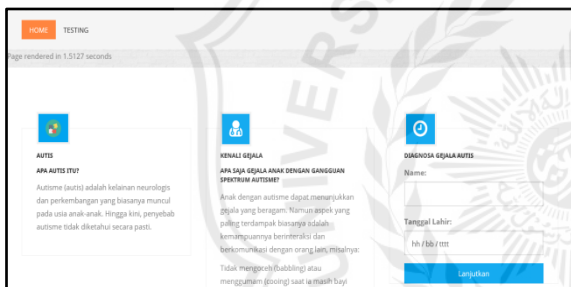 HOME TESTING
Page rendered in 1.5127 seconds
AUTIS
APA AUTIS ITU?
Autisme (autis) adalah kelainan neurologis
dan perkembangan yang biasanya muncul
pada usia anak-anak. Hingga kini, penyebab
autisme tidak diketahui secara pasti.
KENALI GEJALA
APA SAJA GEJALA ANAK DENGAN GANGGUAN
SPEKTRUM AUTISME?
Anak dengan autisme dapat menunjukkan
gejala yang beragam. Namun aspek yang
paling terdampak biasanya adalah
kemampuannya berinteraksi dan
berkomunikasi dengan orang lain, misalnya:
Tidak mengoceh (babbling) atau
menggumam (cooing) saat ia masih bayi
DIAGNOSA GEJALA AUTIS
Name:
Tanggal Lahir:
hh / bb / tttt
Lanjutkan
UNIVERS